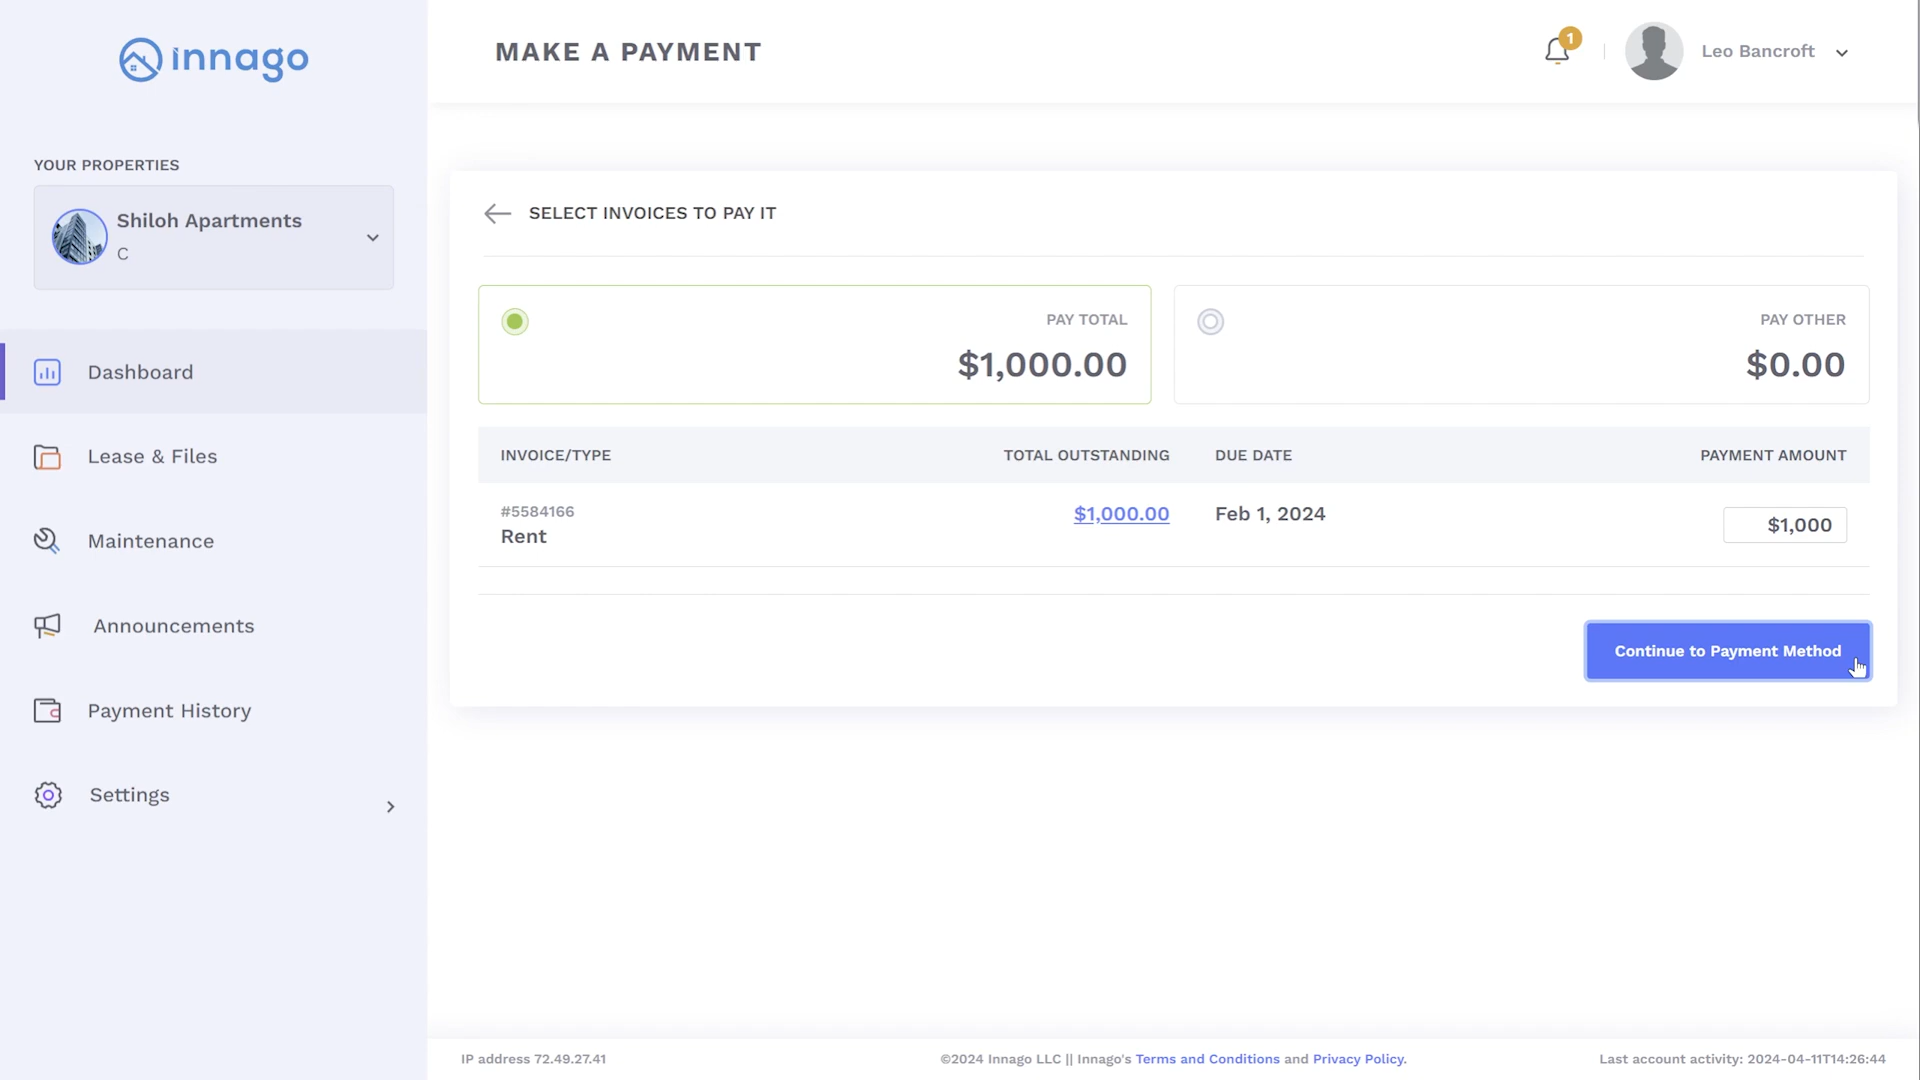 innago
MAKE A PAYMENT
1
Leo Bancroft
YOUR PROPERTIES
Shiloh Apartments
C
Dashboard
Lease & Files
Maintenance
Announcements
Payment History
Settings
SELECT INVOICES TO PAY IT
PAY TOTAL
$1,000.00
PAY OTHER
$0.00
INVOICE/TYPE TOTAL OUTSTANDING DUE DATE PAYMENT AMOUNT
#5584166
Rent
$1,000.00 Feb 1, 2024 $1,000
Continue to Payment Method
IP address 72.49.27.41 ©2024 Innago LLC || Innago's Terms and Conditions and Privacy Policy. Last account activity: 2024-04-11T14:26:44